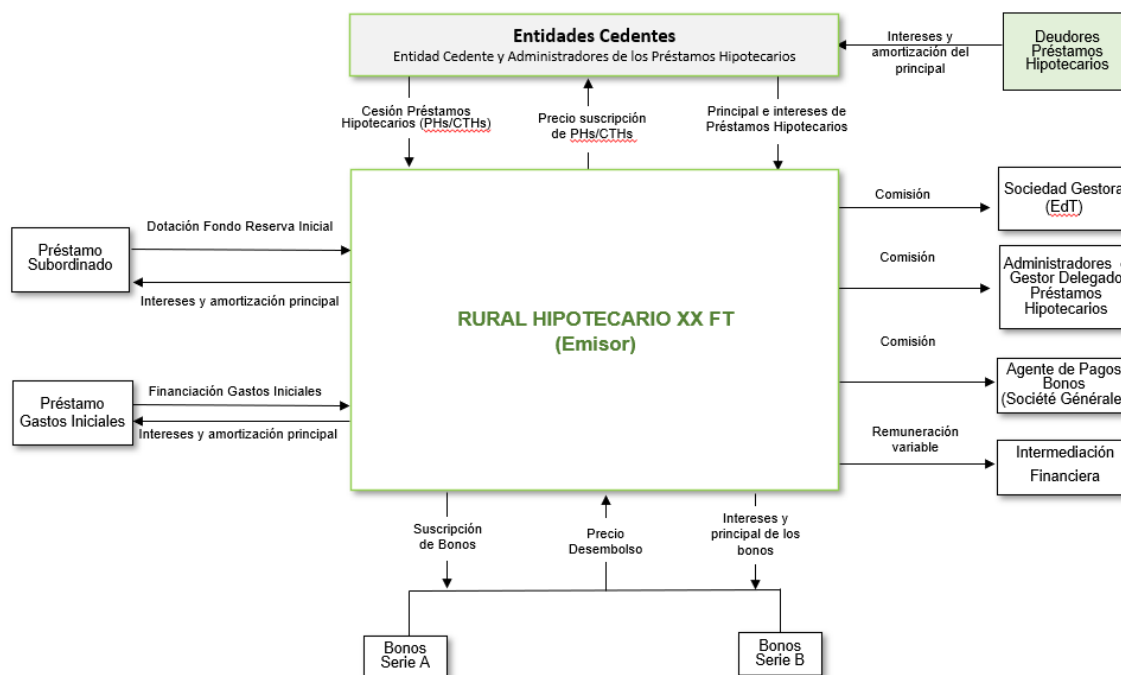 Entidades Cedentes
Entidad Cedente y Administradores de los Préstamos Hipotecarios
Intereses y
amortización del
principal
Deudores
Préstamos
Hipotecarios
Cesión Préstamos
Hipotecarios (PHs/CTHs)
Precio suscripción
de PHs/CTHs
Principal e intereses de
Préstamos Hipotecarios
Préstamo
Subordinado
Dotación Fondo Reserva Inicial
Intereses y amortización principal
Préstamo
Gastos Iniciales
Financiación Gastos Iniciales
Intereses y amortización principal
RURAL HIPOTECARIO XX FT
(Emisor)
Comisión
Sociedad Gestora
(EdT)
Comisión
Administradores
Gestor Delegado
Préstamos
Hipotecarios
Comisión
Agente de Pagos
Bonos
(Société Générale
Remuneración
variable
Intermediación
Financiera
Suscripción
de Bonos
Precio
Desembolso
Intereses y
principal de los
bonos
Bonos
Serie A
Bonos
Serie B